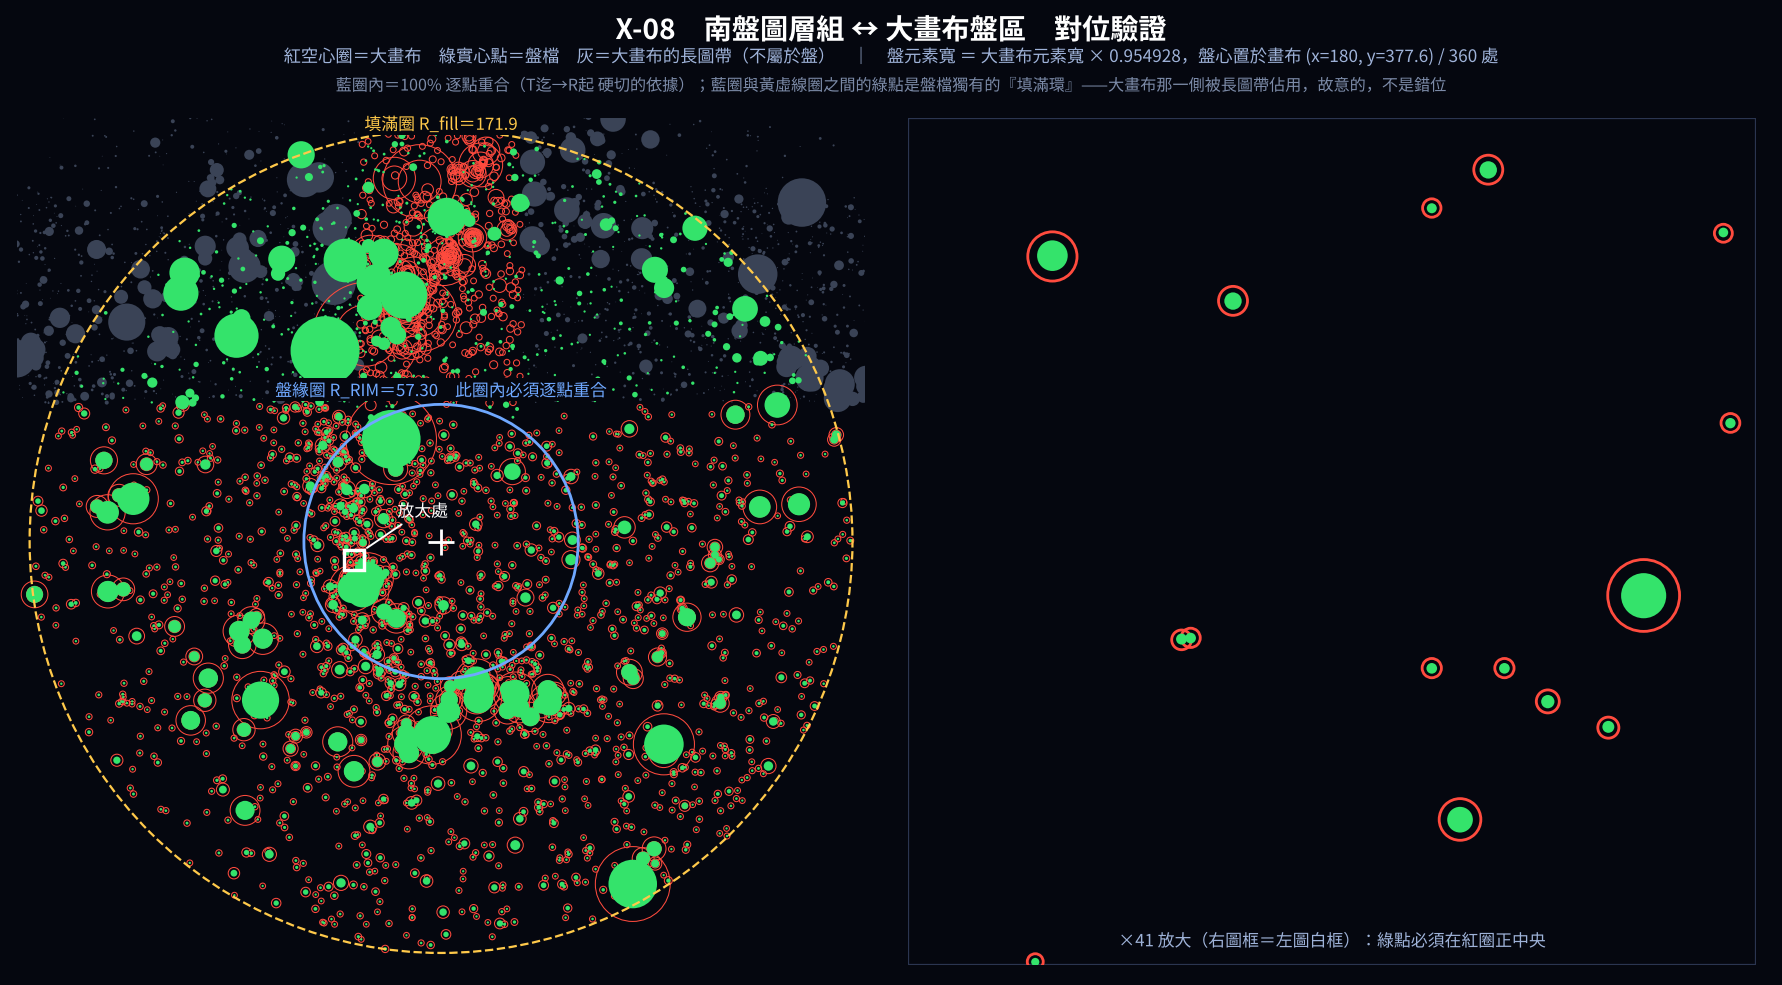 X-08　南盤圖層組 ↔ 大畫布盤區　對位驗證
紅空心圈＝大畫布　綠實心點＝盤檔　灰＝大畫布的長圖帶（不屬於盤）　｜　盤元素寬 ＝ 大畫布元素寬 × 0.954928，盤心置於畫布 (x=180, y=377.6) / 360 處
藍圈內＝100% 逐點重合（T迄→R起 硬切的依據）；藍圈與黃虛線圈之間的綠點是盤檔獨有的『填滿環』——大畫布那一側被長圖帶佔用，故意的，不是錯位
填滿圈 R_fill＝171.9
盤緣圈 R_RIM＝57.30　此圈內必須逐點重合
放大處
×41 放大（右圖框＝左圖白框）：綠點必須在紅圈正中央